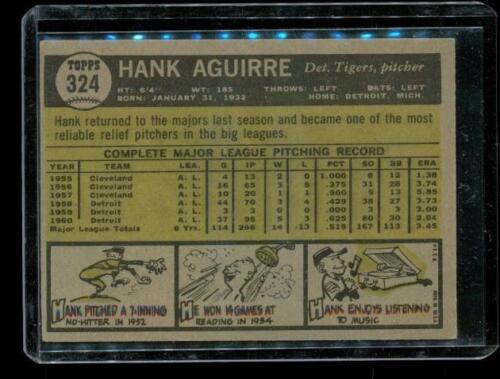 TOPPS
324
HANK AGUIRRE Det. Tigers, pitcher
HT: 6'4" WT: 185 THROWS: LEFT BATS: LEFT
BORN: JANUARY 31, 1932 HOME: DETROIT, MICH.
Hank returned to the majors last season and became one of the most
reliable relief pitchers in the big leagues.
COMPLETE MAJOR LEAGUE PITCHING RECORD
YEAR TEAM LEA. G IP W L PCT SO BB ERA
1955 Cleveland A. L. 4 13 2 0 1.000 6 12 1.38
1956 Cleveland A. L. 16 65 3 5 .375 31 28 3.74
1957 Cleveland A. L. 10 20 1 1 .500 9 13 5.85
1958 Detroit A. L. 44 70 3 4 .429 38 27
1959 Detroit A. L. 3 3 0 0 .000 3 3 3.00
1960 Detroit A. L. 37 95 5 3 .625 80 30
Major League Totals 6 Yrs. 114 266 14 13 .519 167 113 3.45
HANK PITCHED A 7-INNING
NO-HITTER IN 1952
HE WON 14 GAMES AT
READING IN 1954
HANK ENJOYS LISTENING
TO MUSIC